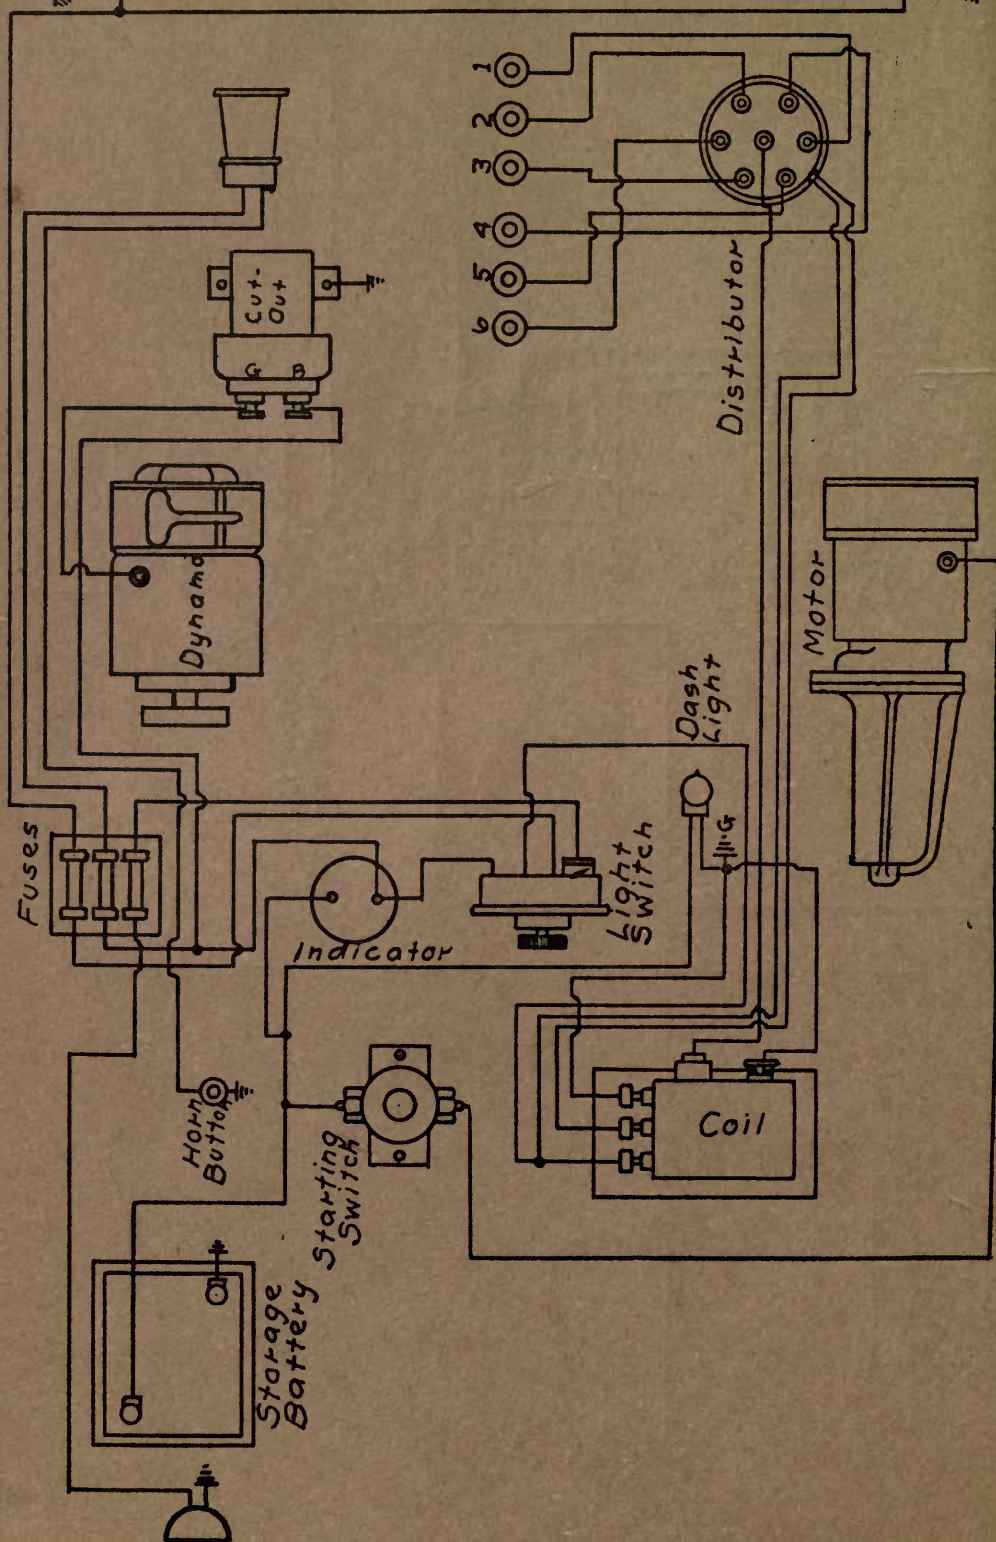 1
2
3
4
5
6
Cut-
Out
G B
Distributor
Dynamo
Motor
Dash
Light
G
Fuses
Light
Switch
Indicator
Horn
Button
Coil
Starting
Switch
Storage
Battery